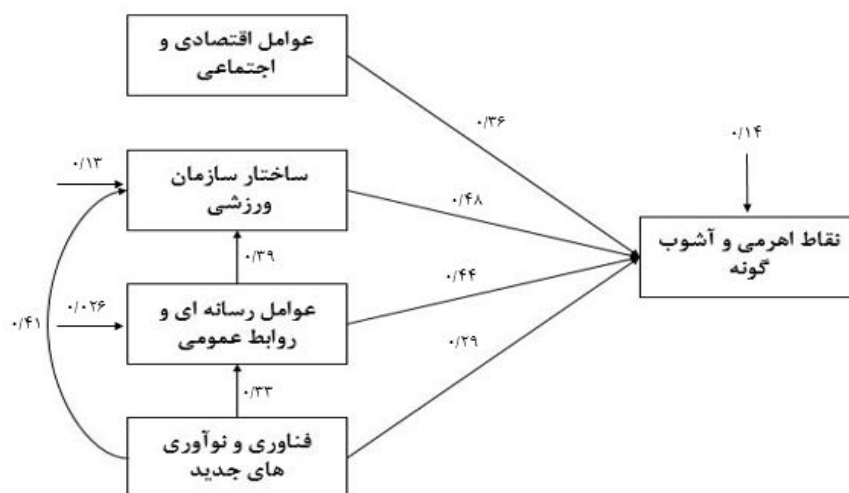 عوامل اقتصادی و
اجتماعی
۰/۳۶
۰/۱۴
۰/۱۳
ساختار سازمان
ورزشی
۰/۴۸
نقاط اهرمی و آشوب
گونه
۰/۳۹
۰/۴۱
۰/۰۲۶
عوامل رسانه ای و
روابط عمومی
۰/۴۴
۰/۲۹
۰/۳۳
فناوری و نوآوری
های جدید